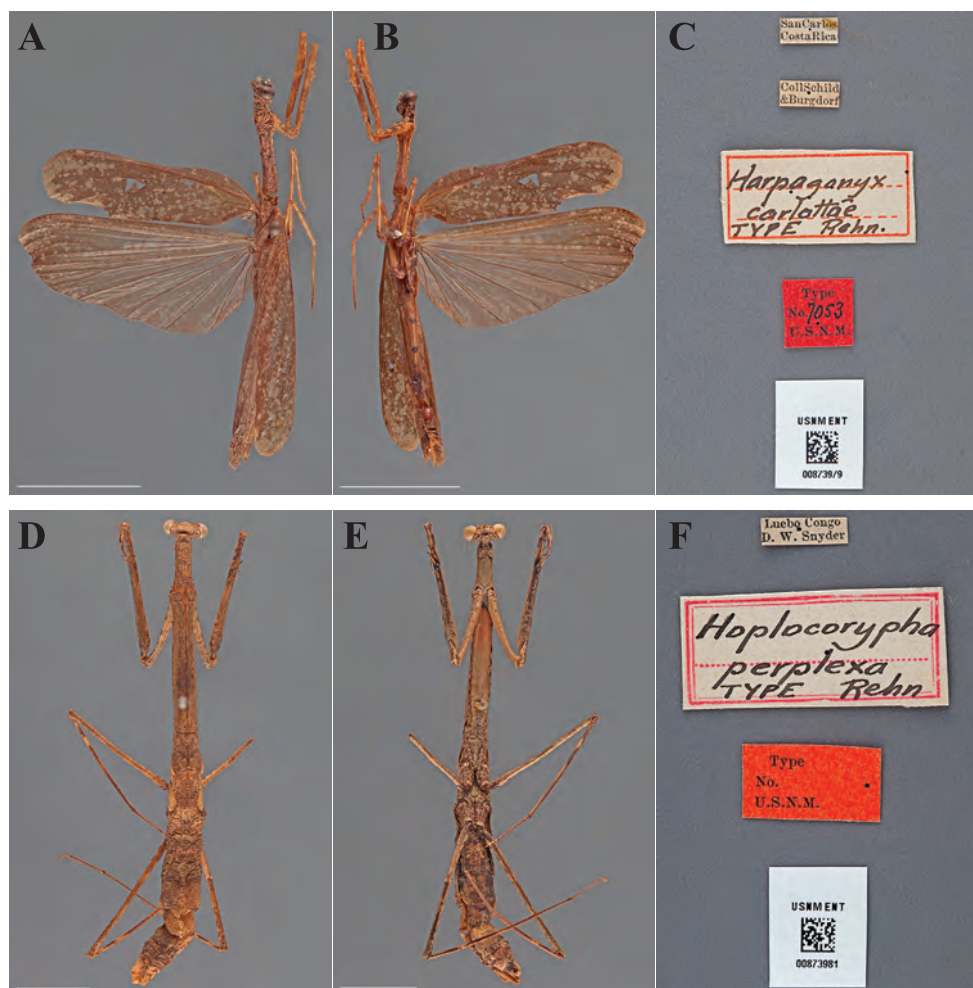 A
B
C
San Carlos
Costa Rica
Coll Schild
& Burgdorf
Harpaganyx
carlottae
TYPE Rehn.
Type
No. 7053
U.S.N.M.
USNMENT
00873979
D
E
F
Luebo Congo
D. W. Snyder
Hoplocorypha
perplexa
TYPE Rehn
Type
No.
U.S.N.M.
USNMENT
00873981